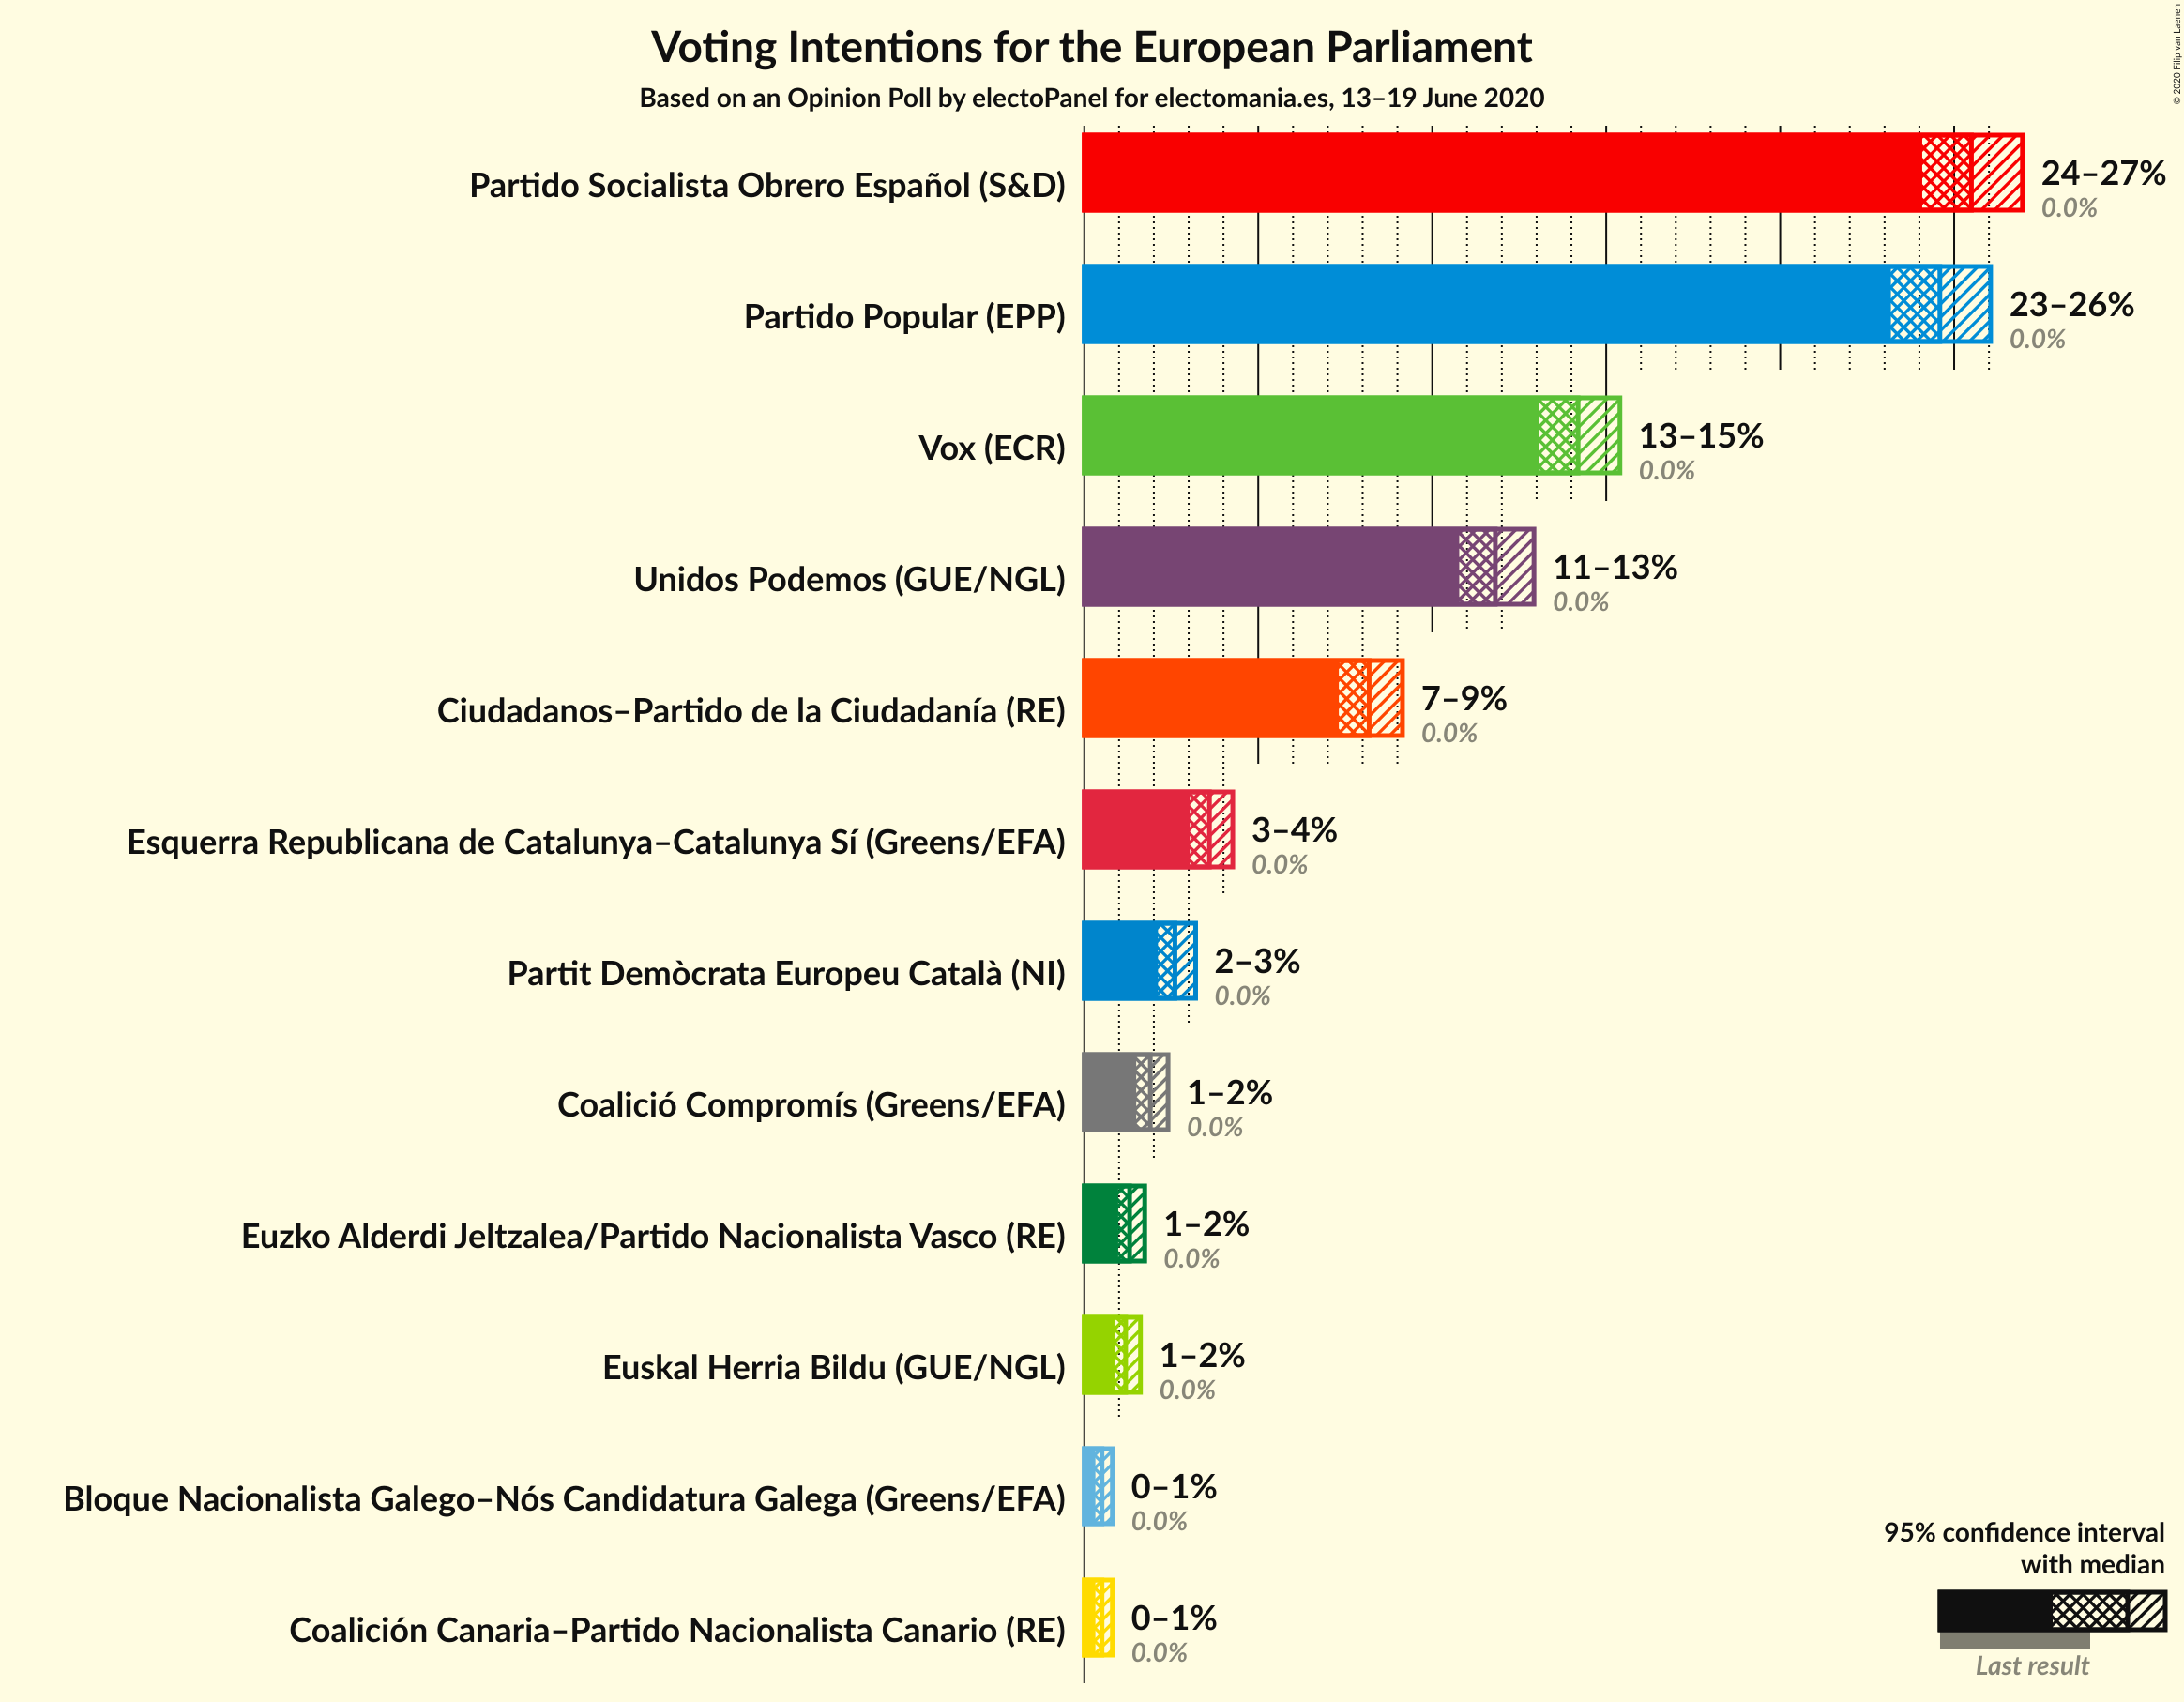 Voting Intentions for the European Parliament
Based on an Opinion Poll by electoPanel for electomania.es, 13–19 June 2020
© 2020 Filip van Laenen
Partido Socialista Obrero Español (S&D)
24–27%
0.0%
Partido Popular (EPP)
23–26%
0.0%
Vox (ECR)
13–15%
0.0%
Unidos Podemos (GUE/NGL)
11–13%
0.0%
Ciudadanos–Partido de la Ciudadanía (RE)
7–9%
0.0%
Esquerra Republicana de Catalunya–Catalunya Sí (Greens/EFA)
3–4%
0.0%
Partit Demòcrata Europeu Català (NI)
2–3%
0.0%
Coalició Compromís (Greens/EFA)
1–2%
0.0%
Euzko Alderdi Jeltzalea/Partido Nacionalista Vasco (RE)
1–2%
0.0%
Euskal Herria Bildu (GUE/NGL)
1–2%
0.0%
Bloque Nacionalista Galego–Nós Candidatura Galega (Greens/EFA)
0–1%
0.0%
Coalición Canaria–Partido Nacionalista Canario (RE)
0–1%
0.0%
95% confidence interval
with median
Last result